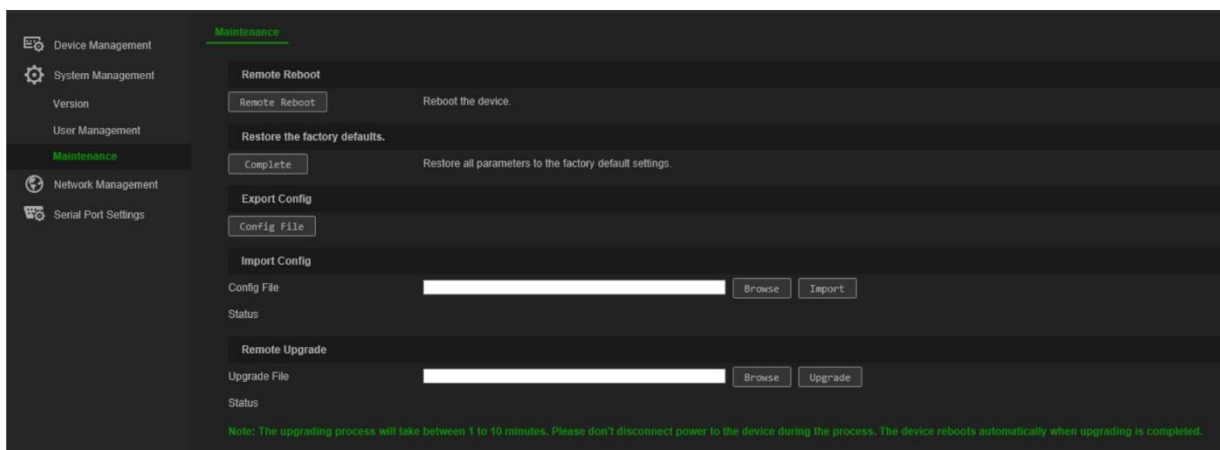 Device Management
System Management
Version
User Management
Maintenance
Network Management
Serial Port Settings
Maintenance
Remote Reboot
Remote Reboot Reboot the device.
Restore the factory defaults.
Complete Restore all parameters to the factory default settings.
Export Config
Config File
Import Config
Config File Browse Import
Status
Remote Upgrade
Upgrade File Browse Upgrade
Status
Note: The upgrading process will take between 1 to 10 minutes. Please don't disconnect power to the device during the process. The device reboots automatically when upgrading is completed.